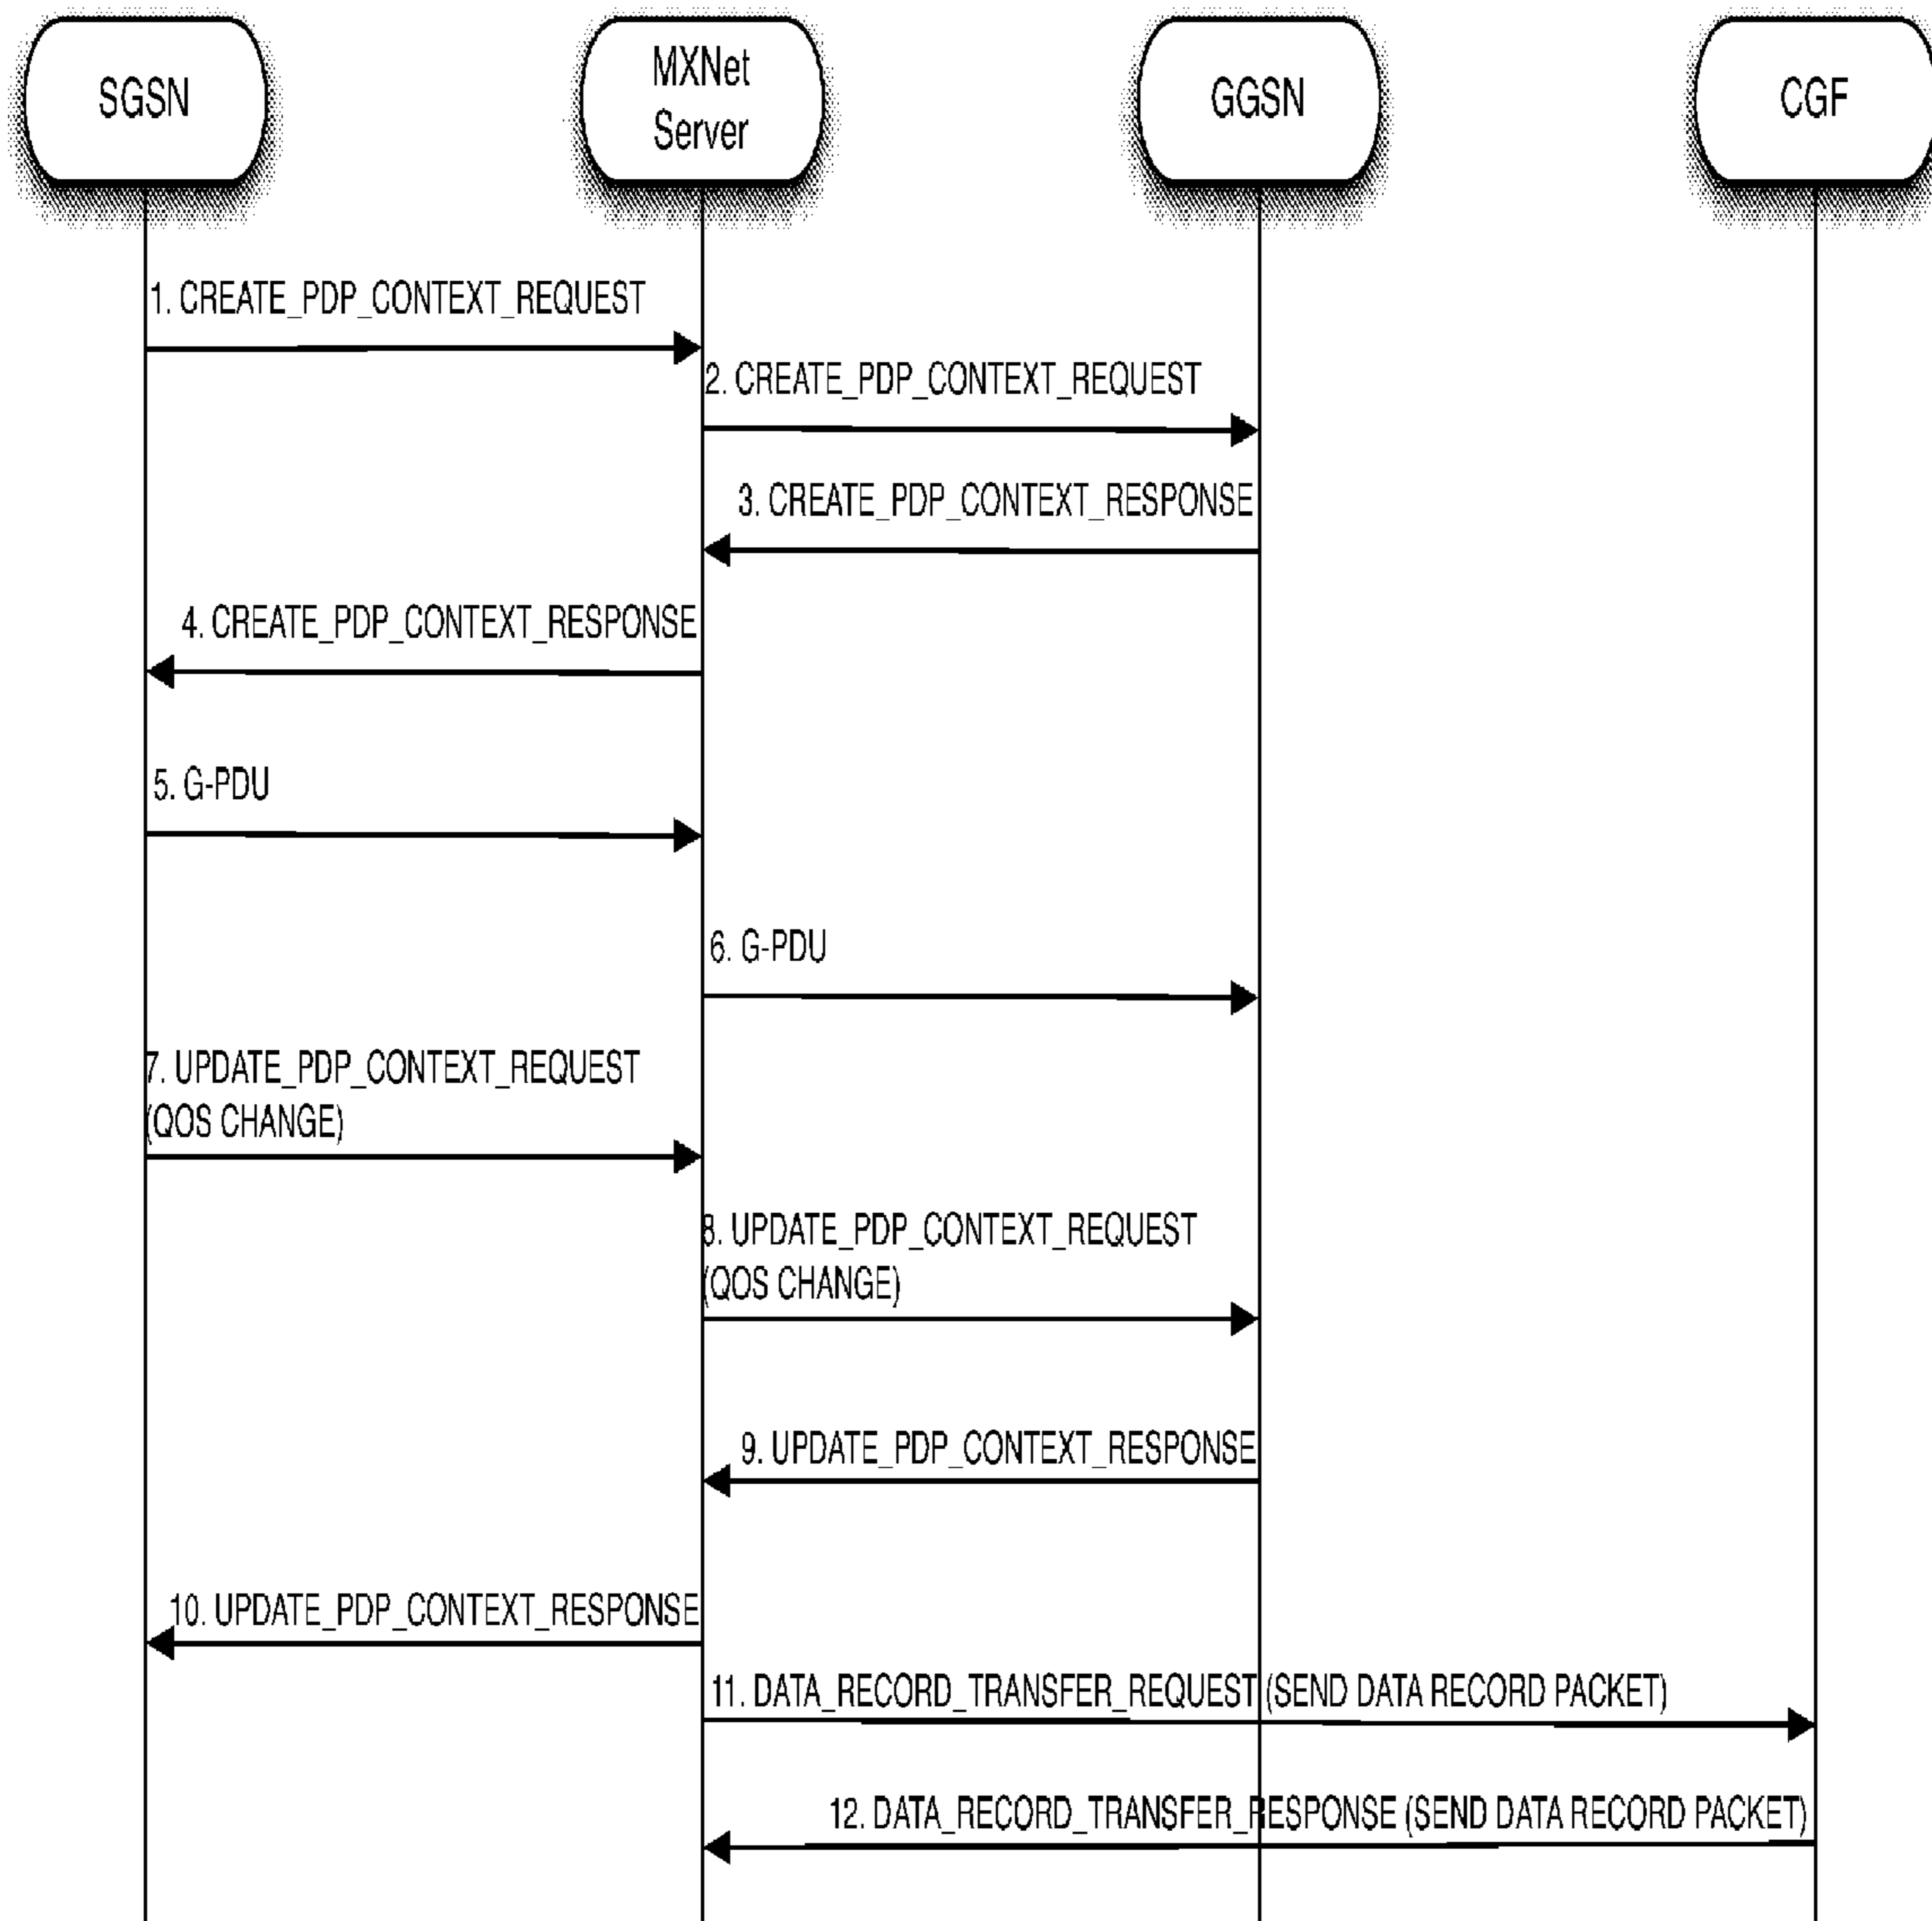 SGSN
MXNet
Server
GGSN
CGF
1. CREATE_PDP_CONTEXT_REQUEST
2. CREATE_PDP_CONTEXT_REQUEST
3. CREATE_PDP_CONTEXT_RESPONSE
4. CREATE_PDP_CONTEXT_RESPONSE
5. G-PDU
6. G-PDU
7. UPDATE_PDP_CONTEXT_REQUEST
(QOS CHANGE)
8. UPDATE_PDP_CONTEXT_REQUEST
(QOS CHANGE)
9. UPDATE_PDP_CONTEXT_RESPONSE
10. UPDATE_PDP_CONTEXT_RESPONSE
11. DATA_RECORD_TRANSFER_REQUEST (SEND DATA RECORD PACKET)
12. DATA_RECORD_TRANSFER_RESPONSE (SEND DATA RECORD PACKET)